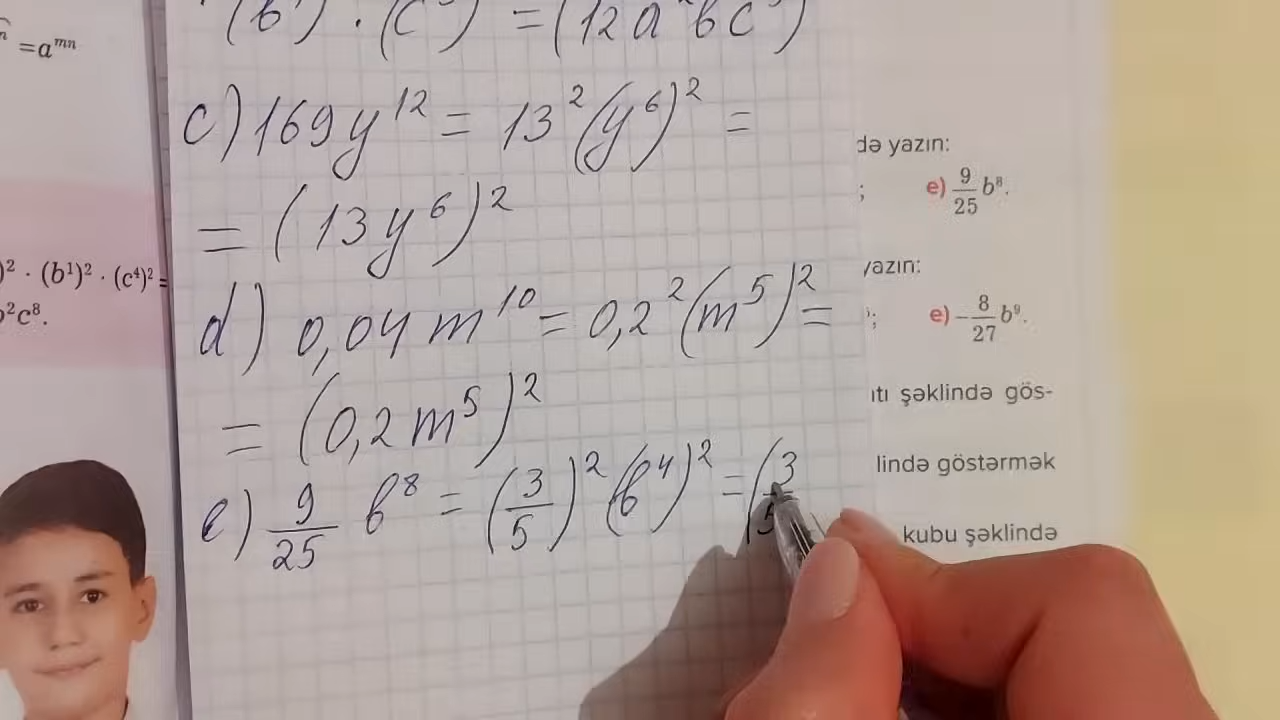 =a^{mn}
)² · (b¹)² · (c⁴)² =
b²c⁸.
c) 169y¹² = 13²(y⁶)² =
= (13y⁶)²
d) 0,04m¹⁰ = 0,2²(m⁵)² =
= (0,2m⁵)²
e) 9/25 b⁸ = (3/5)²(b⁴)² = (3/5
də yazın:
; e) 9/25 b⁸.
yazın:
; e) -8/27 b⁹.
şəklində gös-
lində göstərmək
kubu şəklində